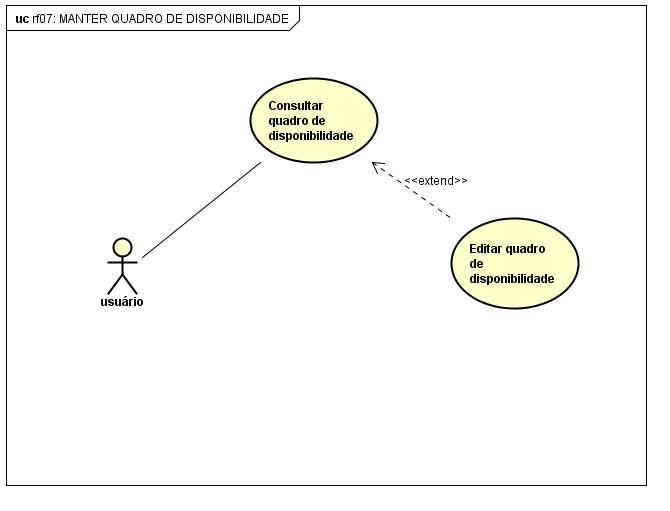 uc rf07: MANTER QUADRO DE DISPONIBILIDADE
Consultar
quadro de
disponibilidade
<<extend>>
Editar quadro
de
disponibilidade
usuário